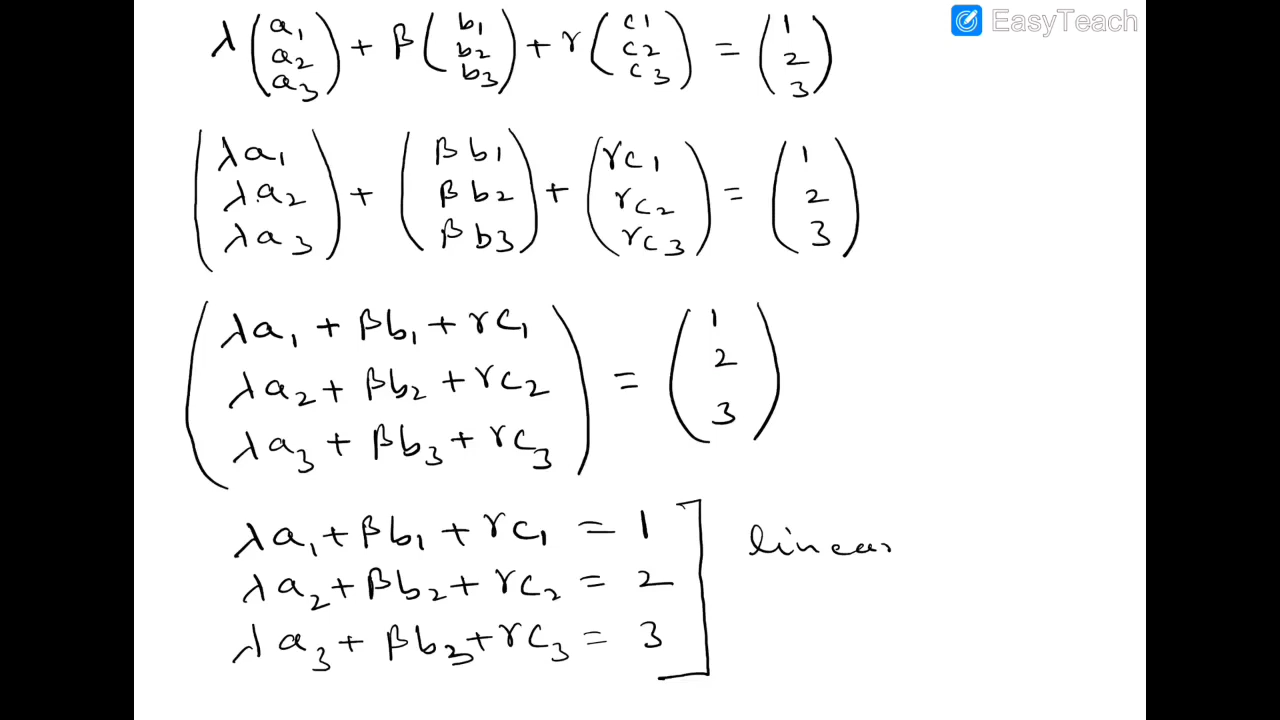 EasyTeach
λ(a1 a2 a3) + β(b1 b2 b3) + γ(c1 c2 c3) = (1 2 3)
(λa1 λa2 λa3) + (βb1 βb2 βb3) + (γc1 γc2 γc3) = (1 2 3)
(λa1 + βb1 + γc1
λa2 + βb2 + γc2
λa3 + βb3 + γc3) = (1 2 3)
λa1 + βb1 + γc1 = 1
linear
λa2 + βb2 + γc2 = 2
λa3 + βb3 + γc3 = 3